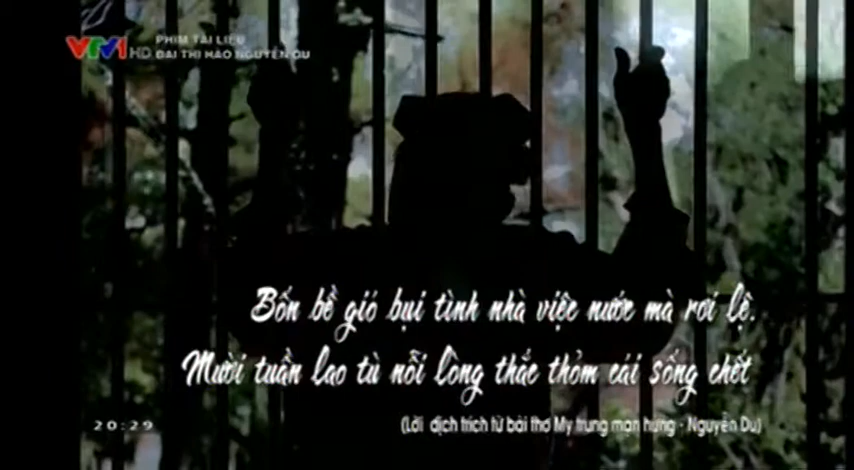 VTV1 HD PHIM TÀI LIỆU
ĐẠI THI HÀO NGUYỄN DU
Bốn bề gió bụi tình nhà việc nước mà rơi lệ.
Mười tuần lao tù nỗi lòng thắc thỏm cái sống chết
20:29
(Lời dịch trích từ bài thơ My trung mạn hứng - Nguyễn Du)